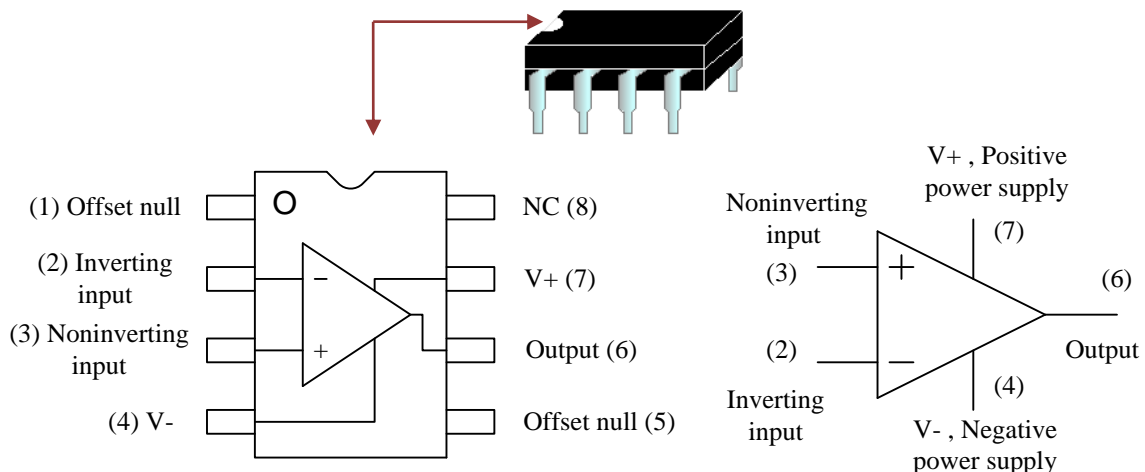 (1) Offset null
O
NC (8)
(2) Inverting
input
−
V+ (7)
(3) Noninverting
input
+
Output (6)
(4) V-
Offset null (5)
V+ , Positive
power supply
(7)
Noninverting
input
(3)
+
(6)
Output
(2)
−
Inverting
input
(4)
V- , Negative
power supply